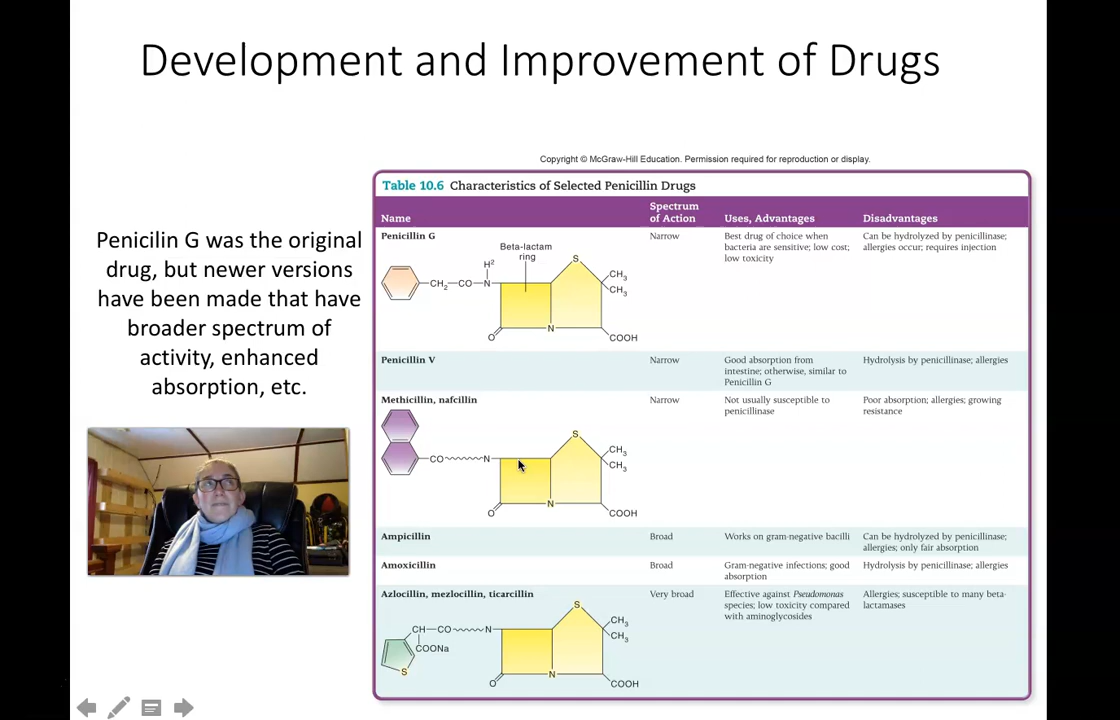 Development and Improvement of Drugs
Copyright © McGraw-Hill Education. Permission required for reproduction or display.
Penicilin G was the original
drug, but newer versions
have been made that have
broader spectrum of
activity, enhanced
absorption, etc.
Table 10.6 Characteristics of Selected Penicillin Drugs
Name
Spectrum
of Action
Uses, Advantages
Disadvantages
Penicillin G
Narrow
Best drug of choice when
bacteria are sensitive; low cost;
low toxicity
Can be hydrolyzed by penicillinase;
allergies occur; requires injection
Beta-lactam
ring
H2
S
CH3
CH2—CO—N
CH3
N
O
COOH
Penicillin V
Narrow
Good absorption from
intestine; otherwise, similar to
Penicillin G
Hydrolysis by penicillinase; allergies
Methicillin, nafcillin
Narrow
Not usually susceptible to
penicillinase
Poor absorption; allergies; growing
resistance
S
CH3
CO N
CH3
N
O
COOH
Ampicillin
Broad
Works on gram-negative bacilli
Can be hydrolyzed by penicillinase;
allergies; only fair absorption
Amoxicillin
Broad
Gram-negative infections; good
absorption
Hydrolysis by penicillinase; allergies
Azlocillin, mezlocillin, ticarcillin
Very broad
Effective against Pseudomonas
species; low toxicity compared
with aminoglycosides
Allergies; susceptible to many beta-
lactamases
S
CH3
CH—CO N
CH3
COONa
S
N
O
COOH